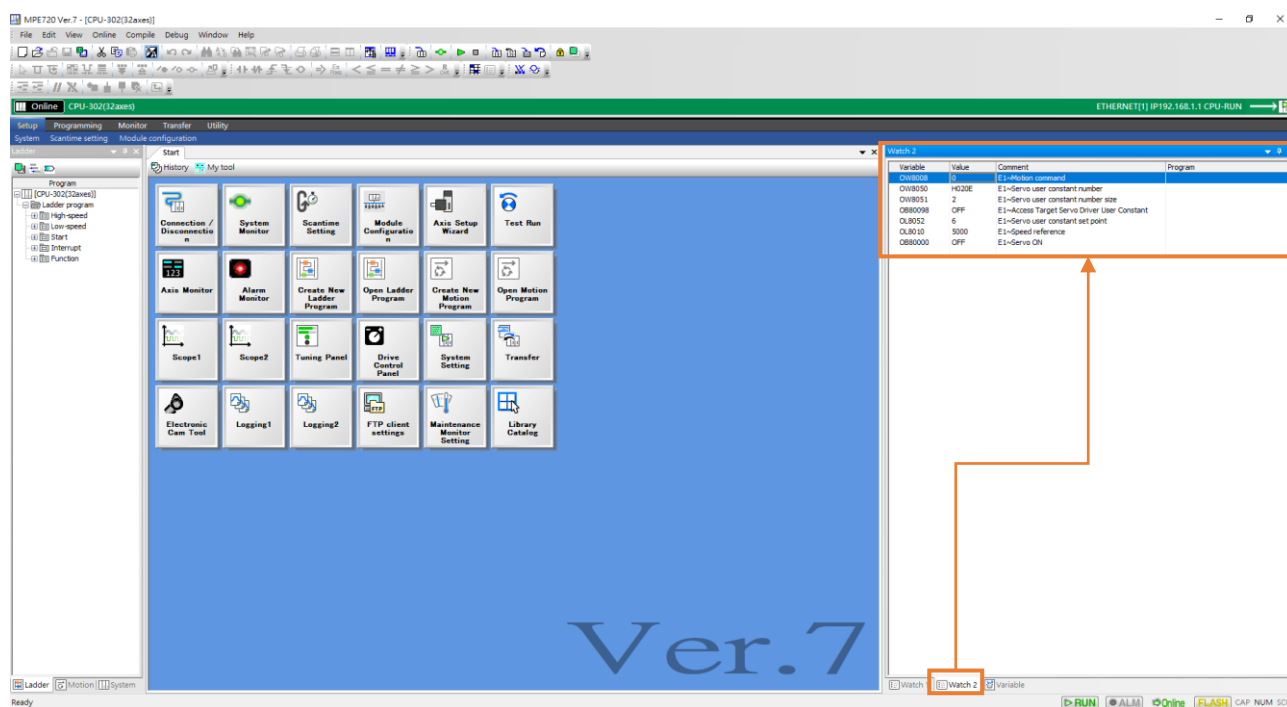 MPE720 Ver.7 - [CPU-302(32axes)]
File Edit View Online Compile Debug Window Help
Online CPU-302(32axes)
ETHERNET[1] IP192.168.1.1 CPU-RUN
Setup Programming Monitor Transfer Utility
System Scantime setting Module configuration
Ladder
Program
[CPU-302(32axes)]
Ladder program
High-speed
Low-speed
Start
Interrupt
Function
Ladder Motion System
Start
History My tool
Connection /
Disconnectio
n
System
Monitor
Scantime
Setting
Module
Configuratio
n
Axis Setup
Wizard
Test Run
123
Axis Monitor
Alarm
Monitor
Create New
Ladder
Program
Open Ladder
Program
Create New
Motion
Program
Open Motion
Program
Scope1
Scope2
Tuning Panel
Drive
Control
Panel
System
Setting
Transfer
Electronic
Cam Tool
Logging1
Logging2
FTP
FTP client
settings
Maintenance
Monitor
Setting
Library
Catalog
Ver.7
Watch 2
Variable Value Comment Program
OW8008 0 E1~Motion command
OW8050 H020E E1~Servo user constant number
OW8051 2 E1~Servo user constant number size
OB80098 OFF E1~Access Target Servo Driver User Constant
OL8052 6 E1~Servo user constant set point
OL8010 5000 E1~Speed reference
OB80000 OFF E1~Servo ON
Watch Watch 2 Variable
Ready
RUN ALM Online FLASH CAP NUM